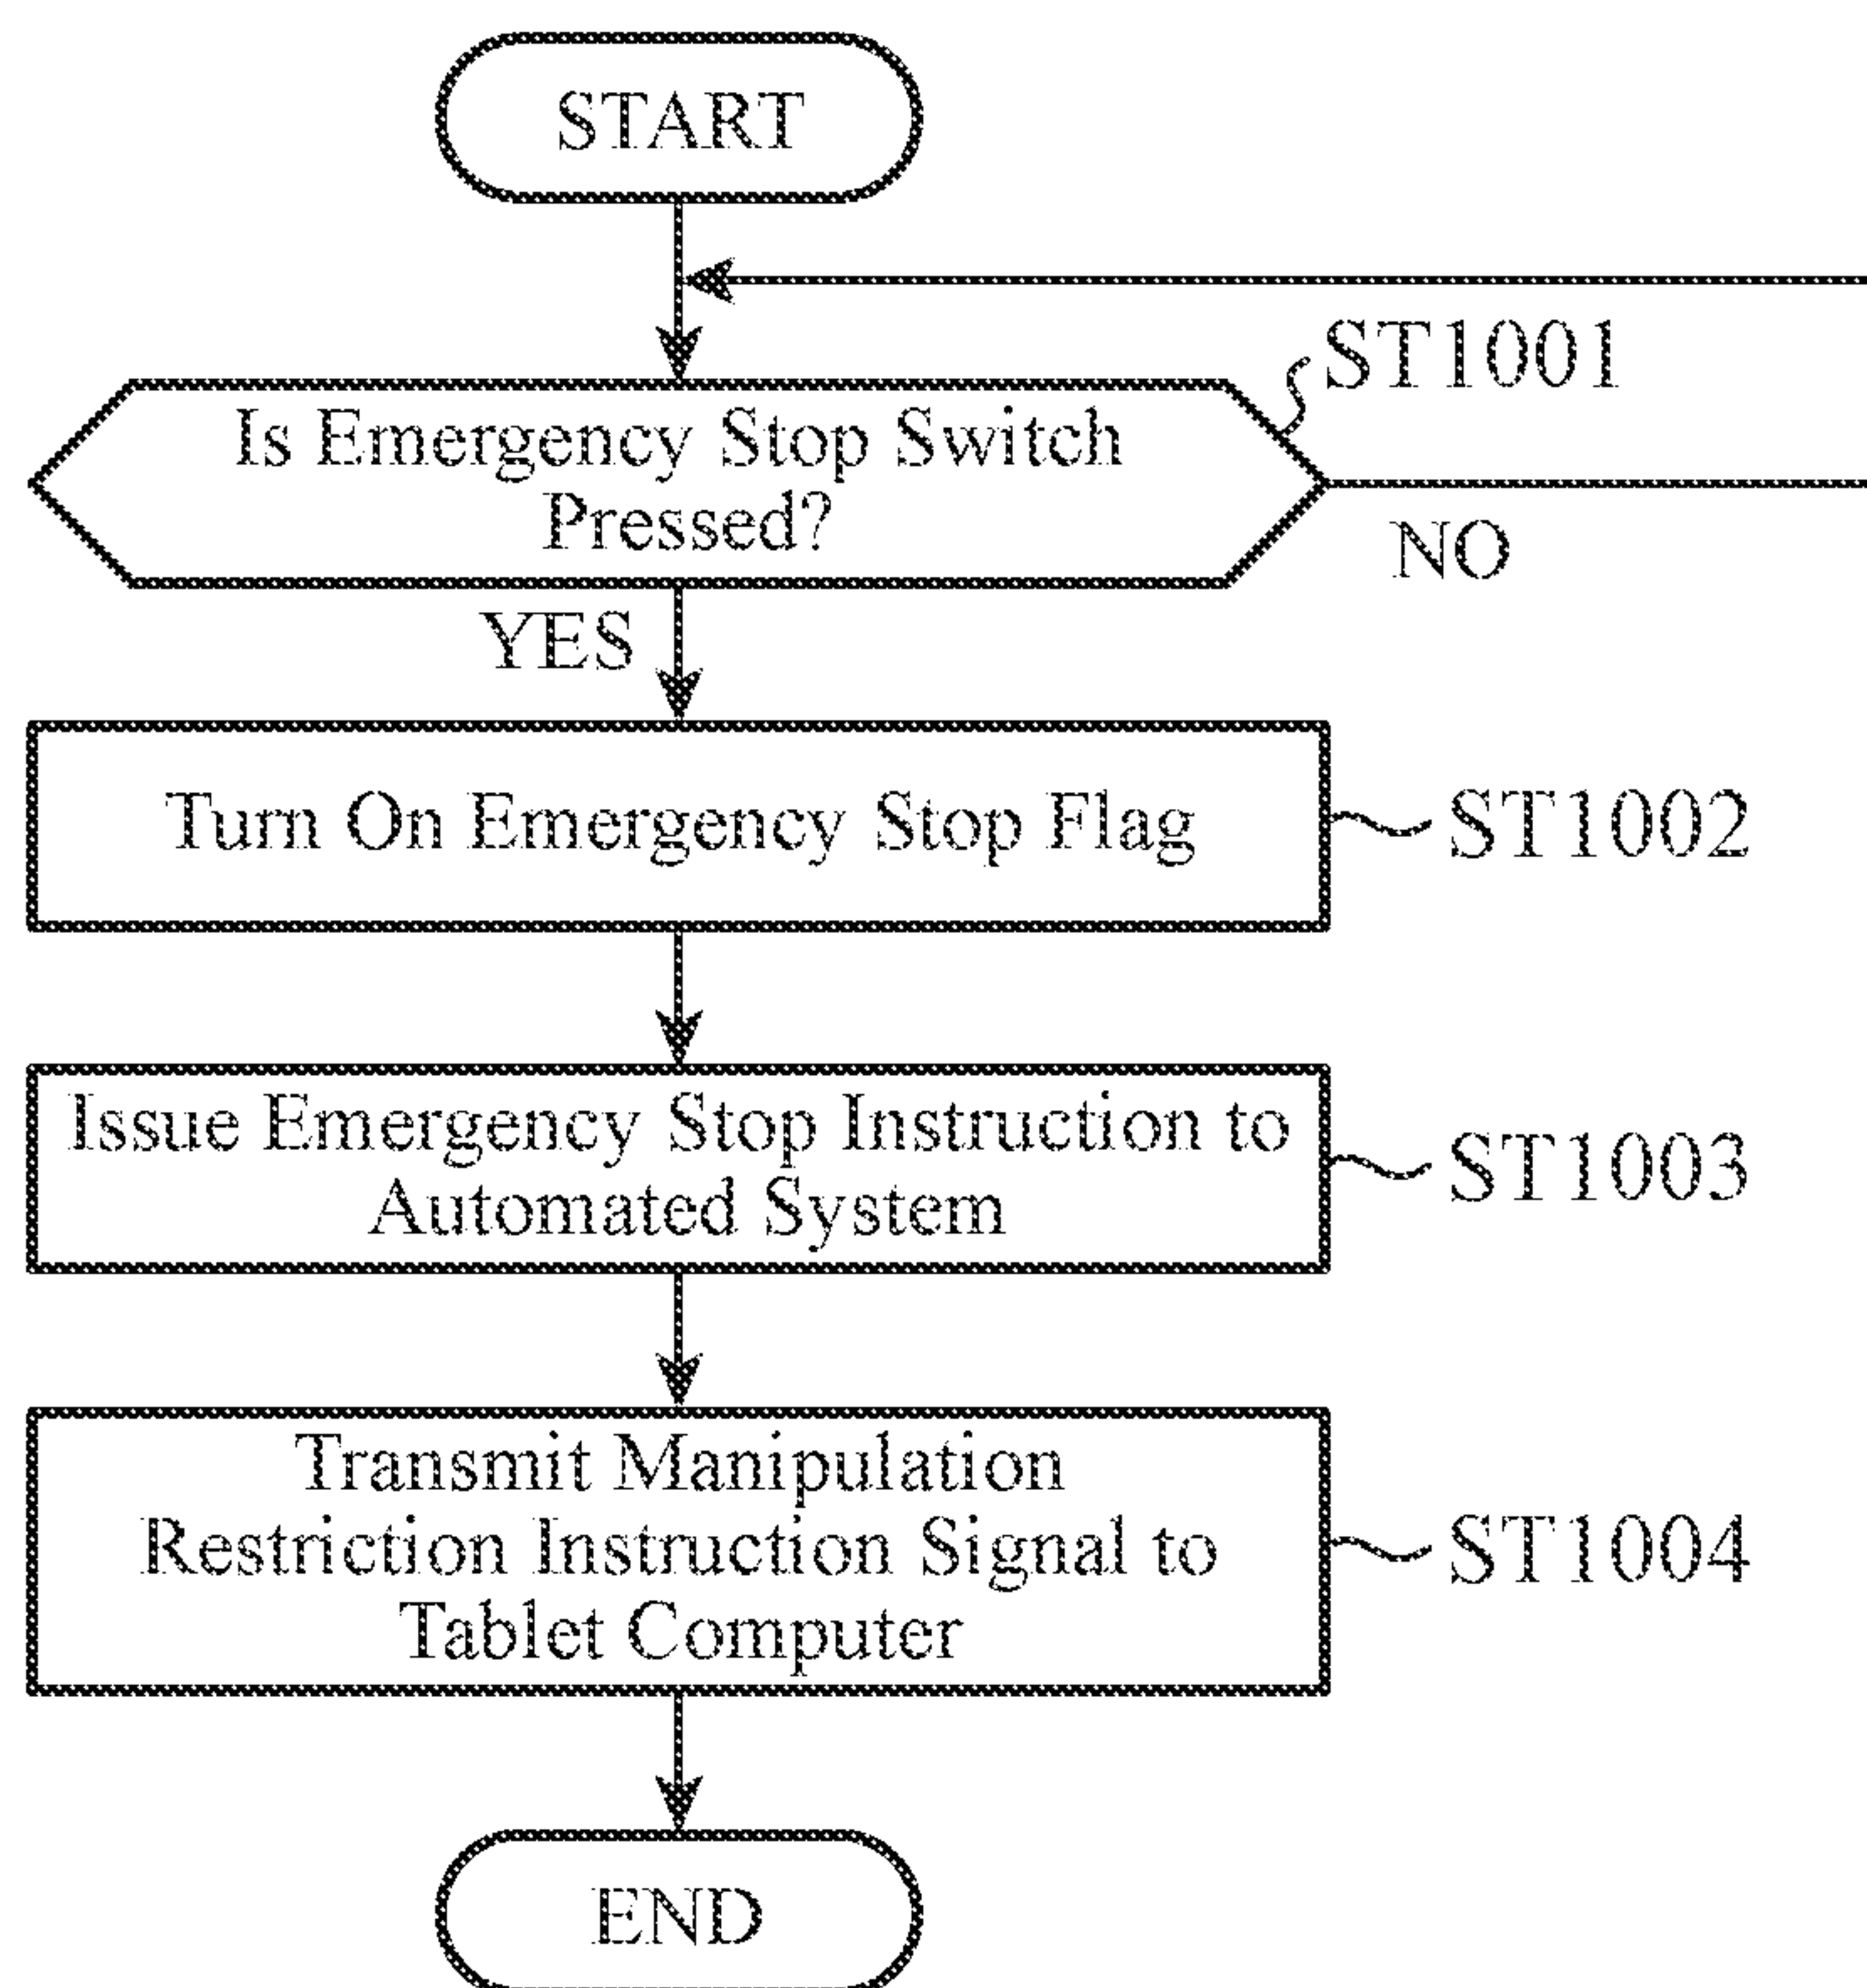 START
ST1001
Is Emergency Stop Switch
Pressed?
NO
YES
Turn On Emergency Stop Flag
ST1002
Issue Emergency Stop Instruction to
Automated System
ST1003
Transmit Manipulation
Restriction Instruction Signal to
Tablet Computer
ST1004
END